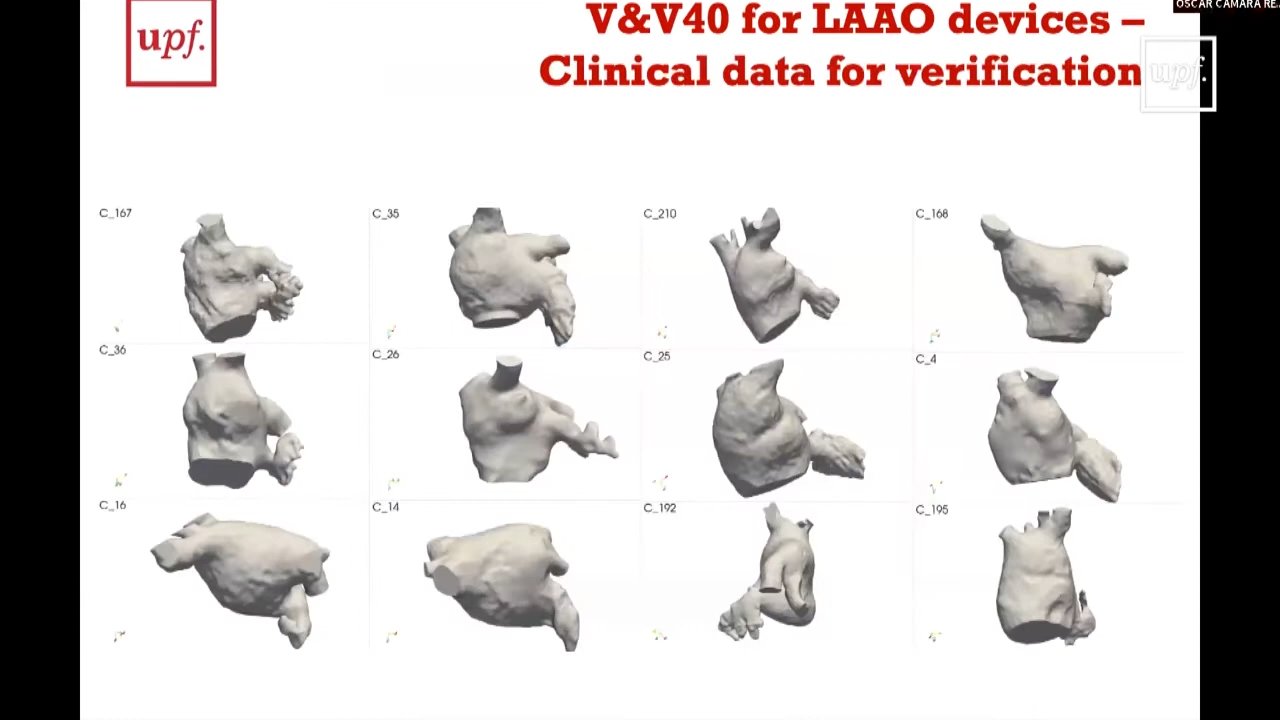 OSCAR CAMARA RE
upf.
V&V40 for LAAO devices –
Clinical data for verification
upf.
C_167
C_35
C_210
C_168
C_36
C_26
C_25
C_4
C_16
C_14
C_192
C_195